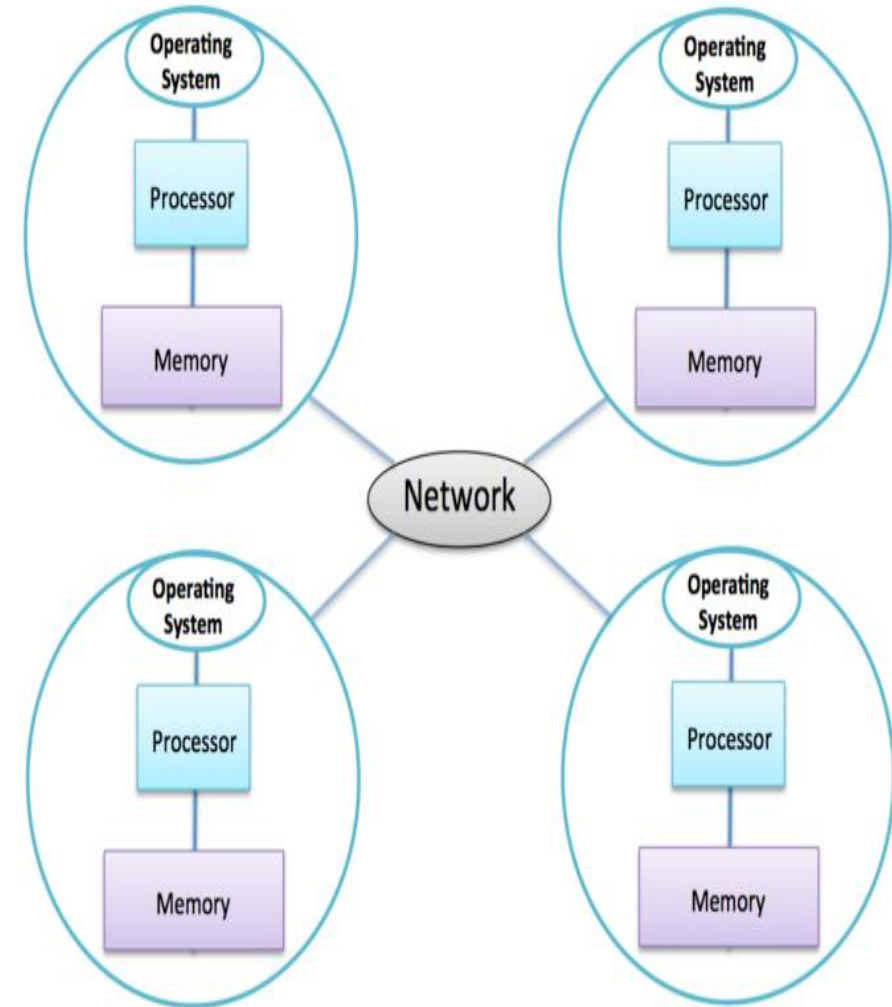 Operating
System
Processor
Memory
Operating
System
Processor
Memory
Network
Operating
System
Processor
Memory
Operating
System
Processor
Memory